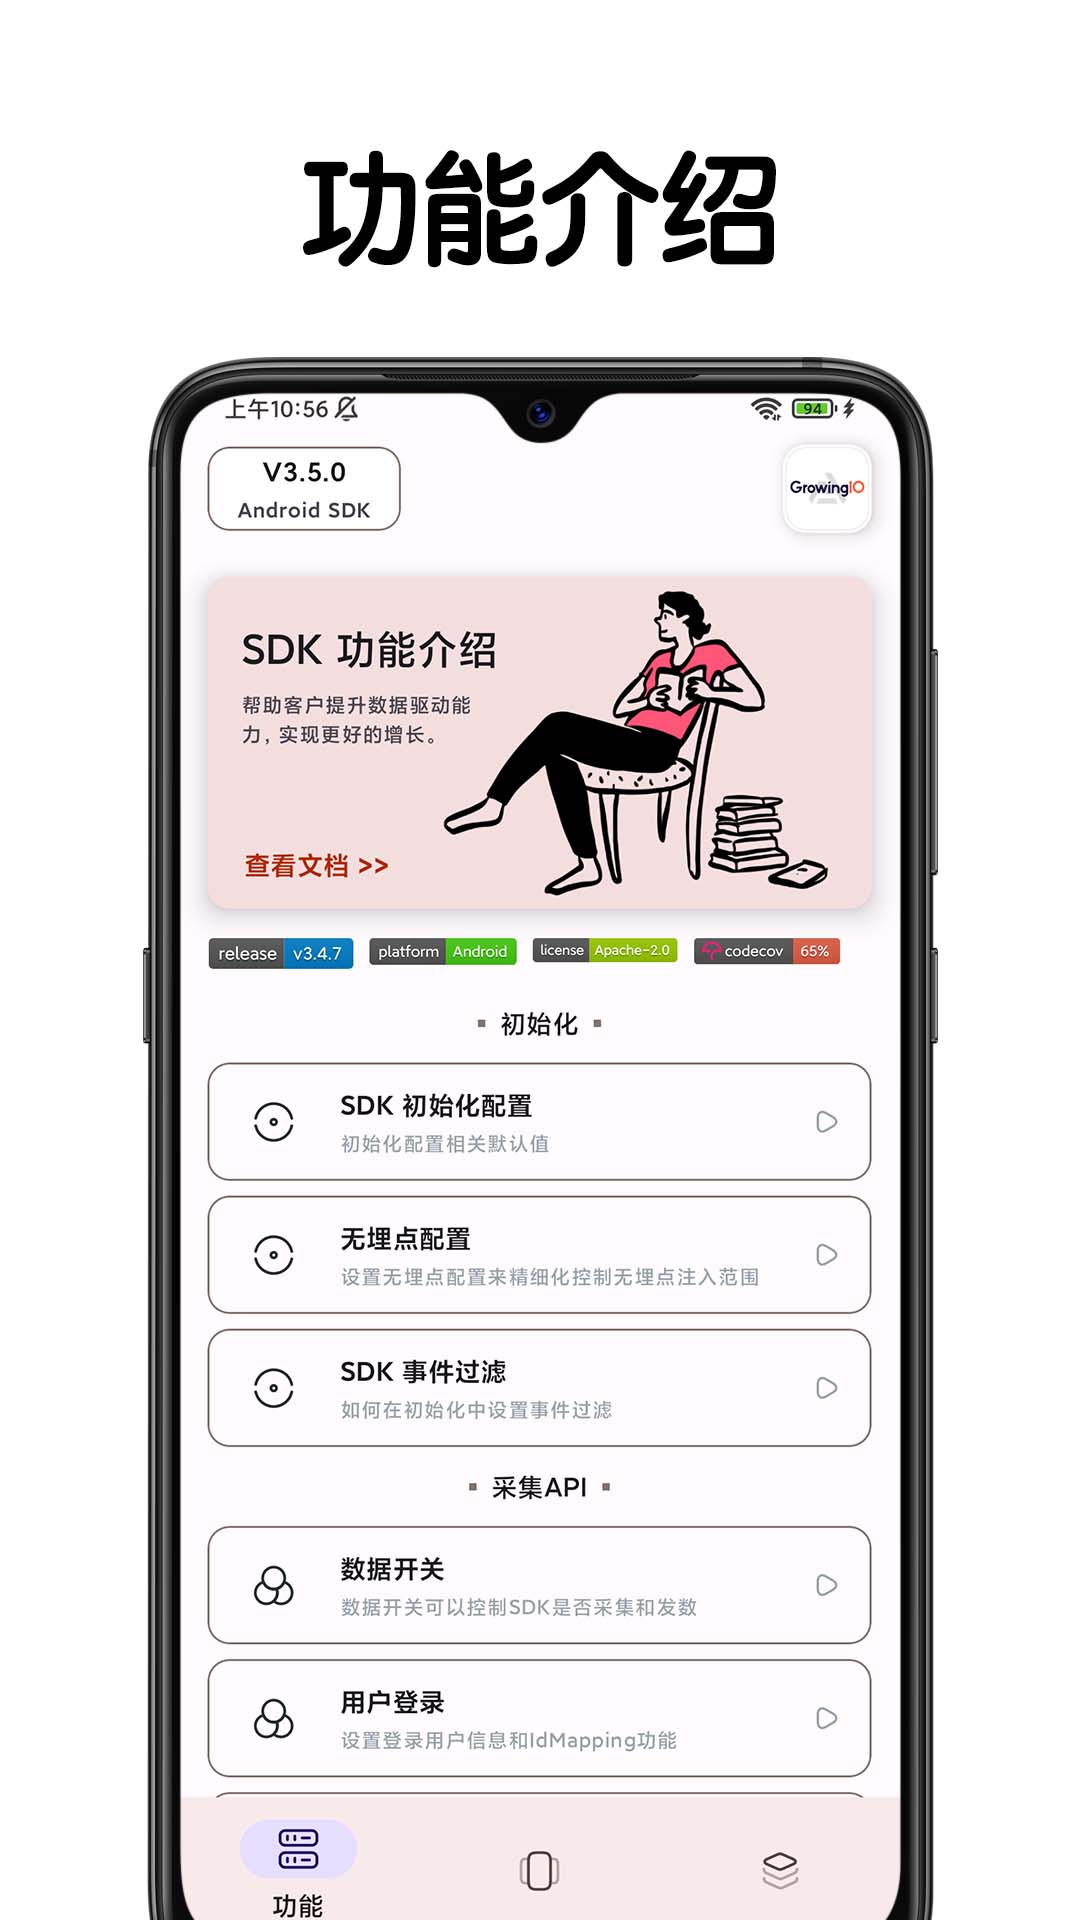 功能介绍
上午10:56
94
V3.5.0
Android SDK
GrowingIO
SDK 功能介绍
帮助客户提升数据驱动能
力，实现更好的增长。
查看文档 >>
release v3.4.7
platform Android
license Apache-2.0
codecov 65%
初始化
SDK 初始化配置
初始化配置相关默认值
无埋点配置
设置无埋点配置来精细化控制无埋点注入范围
SDK 事件过滤
如何在初始化中设置事件过滤
采集API
数据开关
数据开关可以控制SDK是否采集和发数
用户登录
设置登录用户信息和IdMapping功能
功能